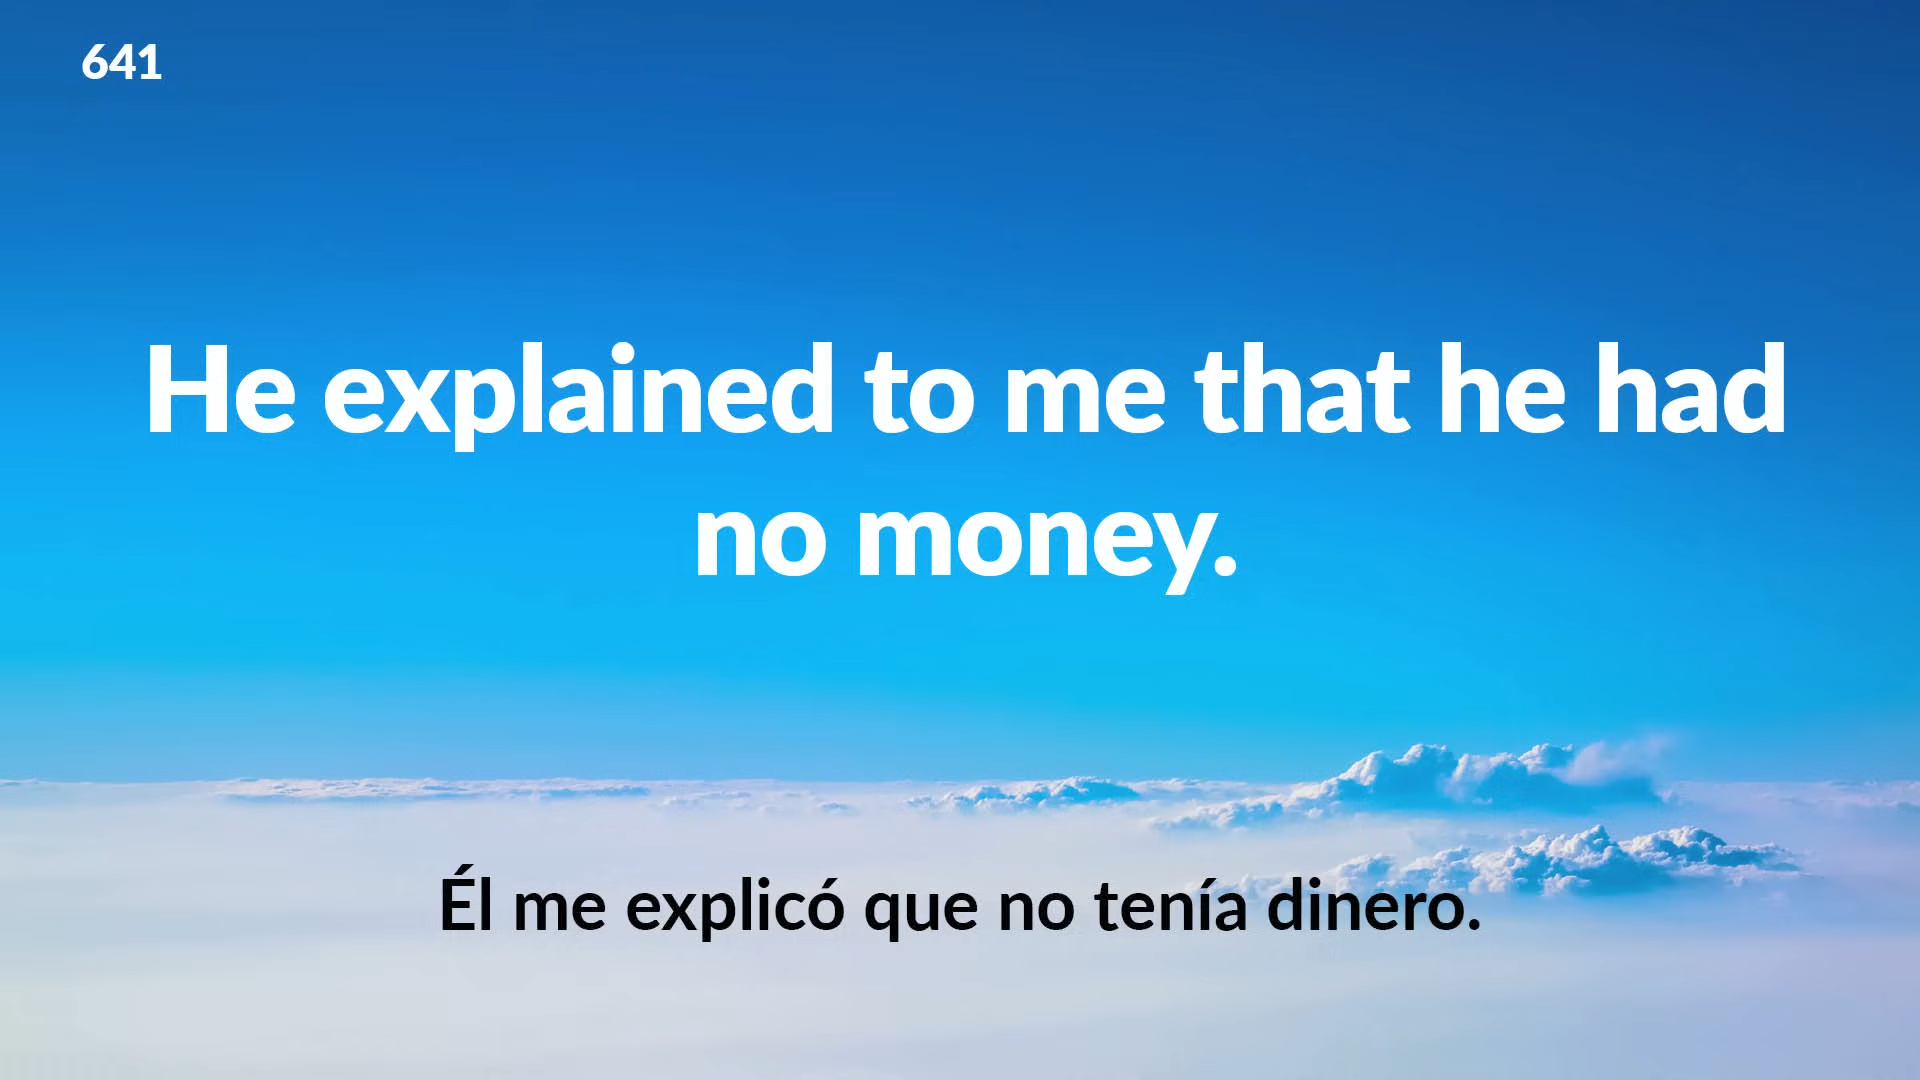 641
He explained to me that he had
no money.
Él me explicó que no tenía dinero.